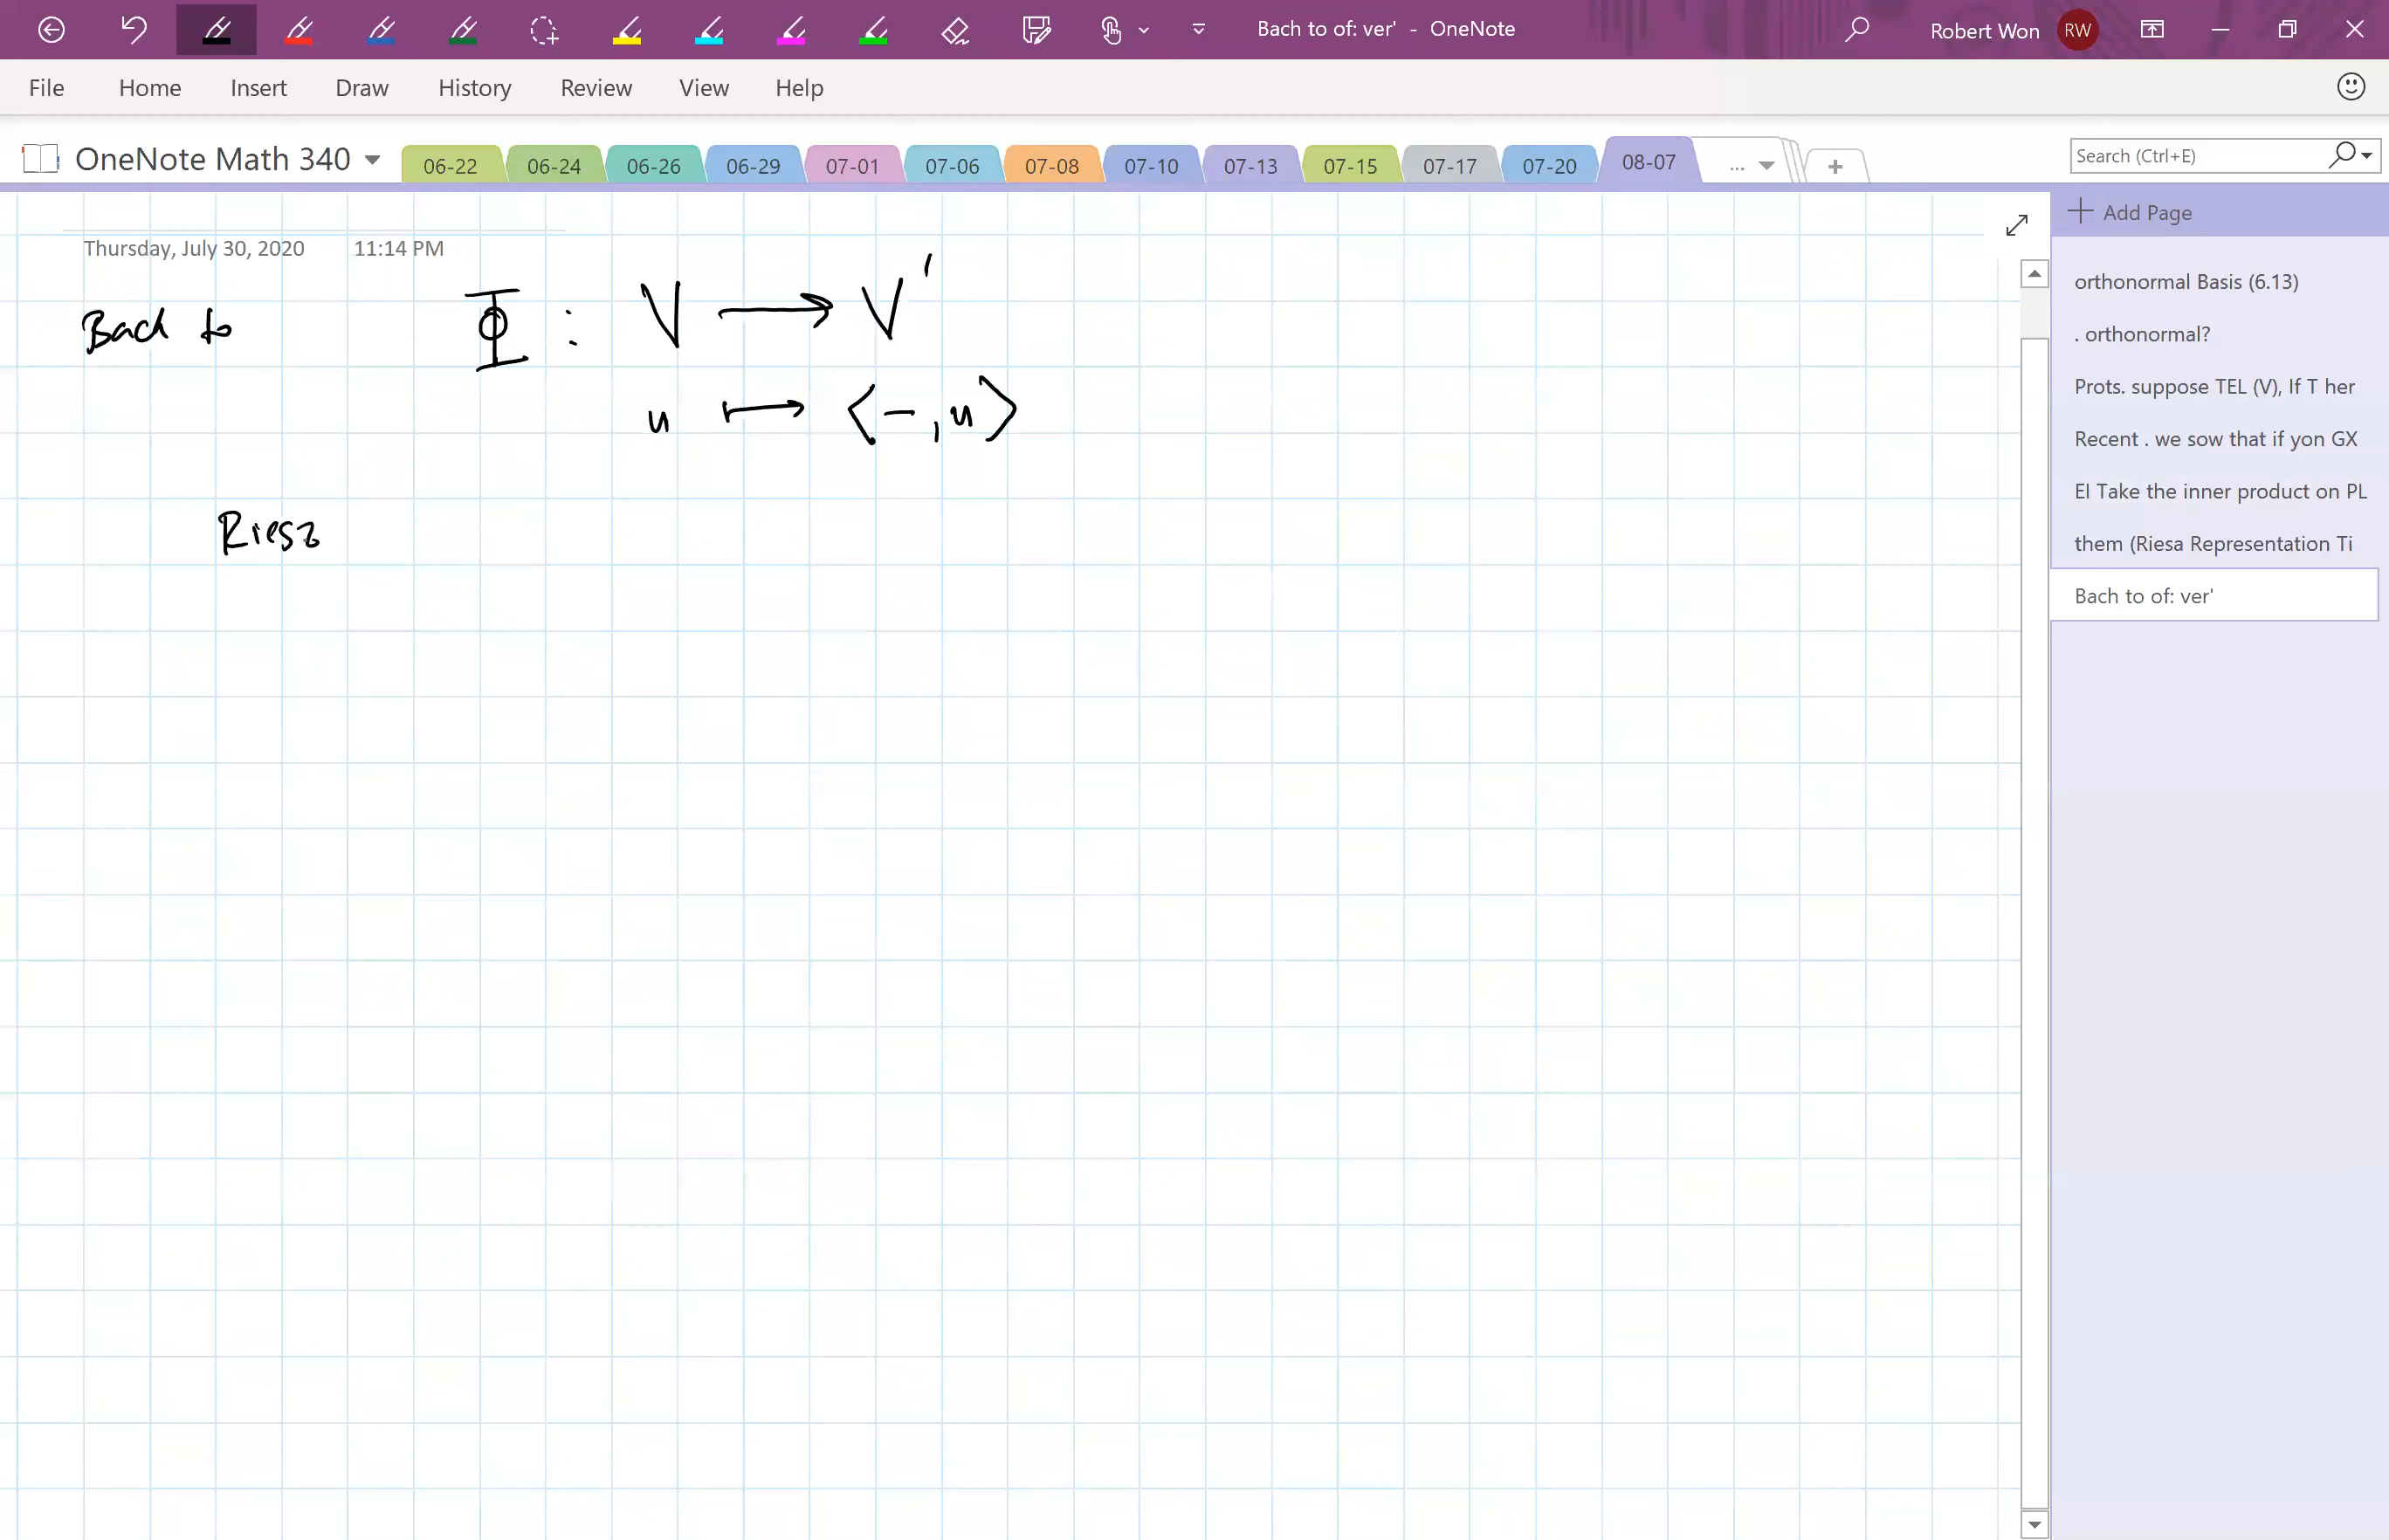 Bach to of: ver' - OneNote
Robert Won RW
File Home Insert Draw History Review View Help
OneNote Math 340 06-22 06-24 06-26 06-29 07-01 07-06 07-08 07-10 07-13 07-15 07-17 07-20 08-07 ... +
Search (Ctrl+E)
Add Page
orthonormal Basis (6.13)
. orthonormal?
Prots. suppose TEL (V), If T her
Recent . we sow that if yon GX
El Take the inner product on PL
them (Riesa Representation Ti
Bach to of: ver'
Thursday, July 30, 2020 11:14 PM
Back to Φ : V ⟶ V'
u ⟼ ⟨–, u⟩
Riesz